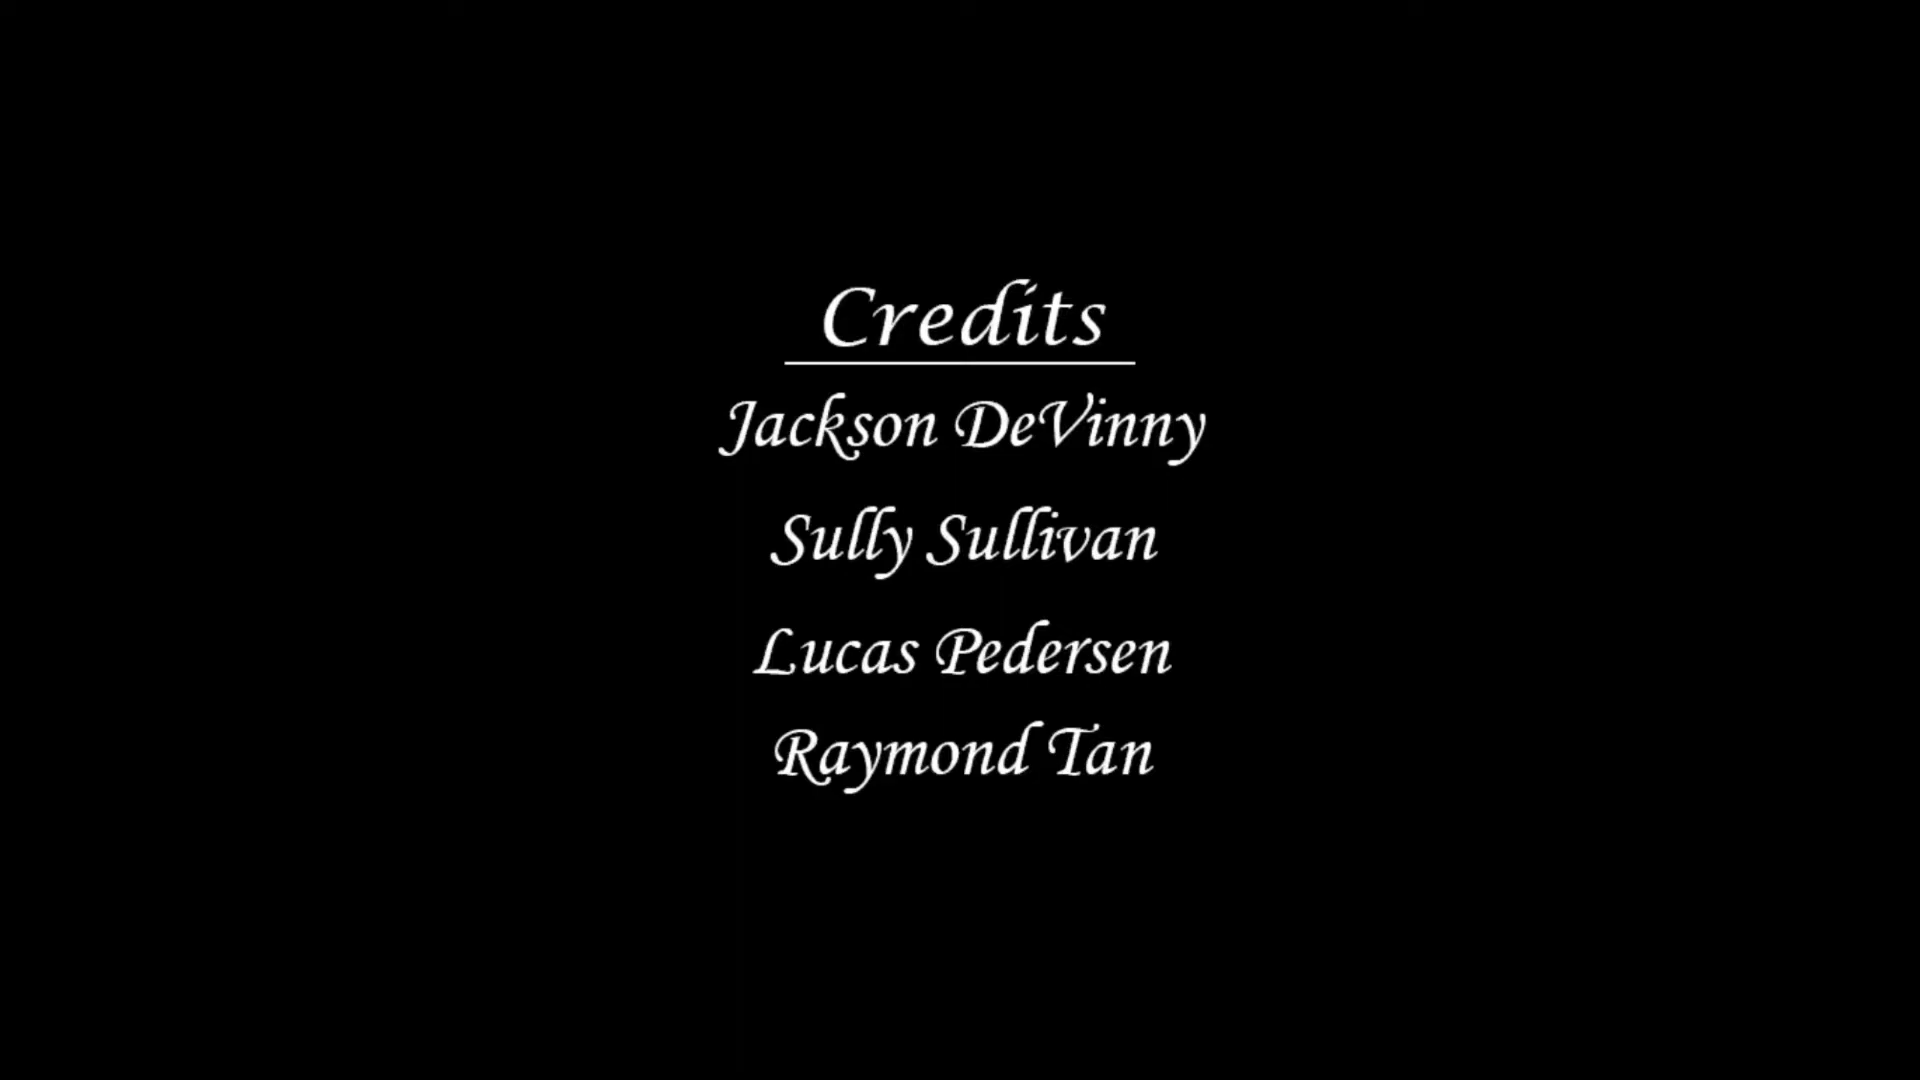 Credits
Jackson DeVinny
Sully Sullivan
Lucas Pedersen
Raymond Tan